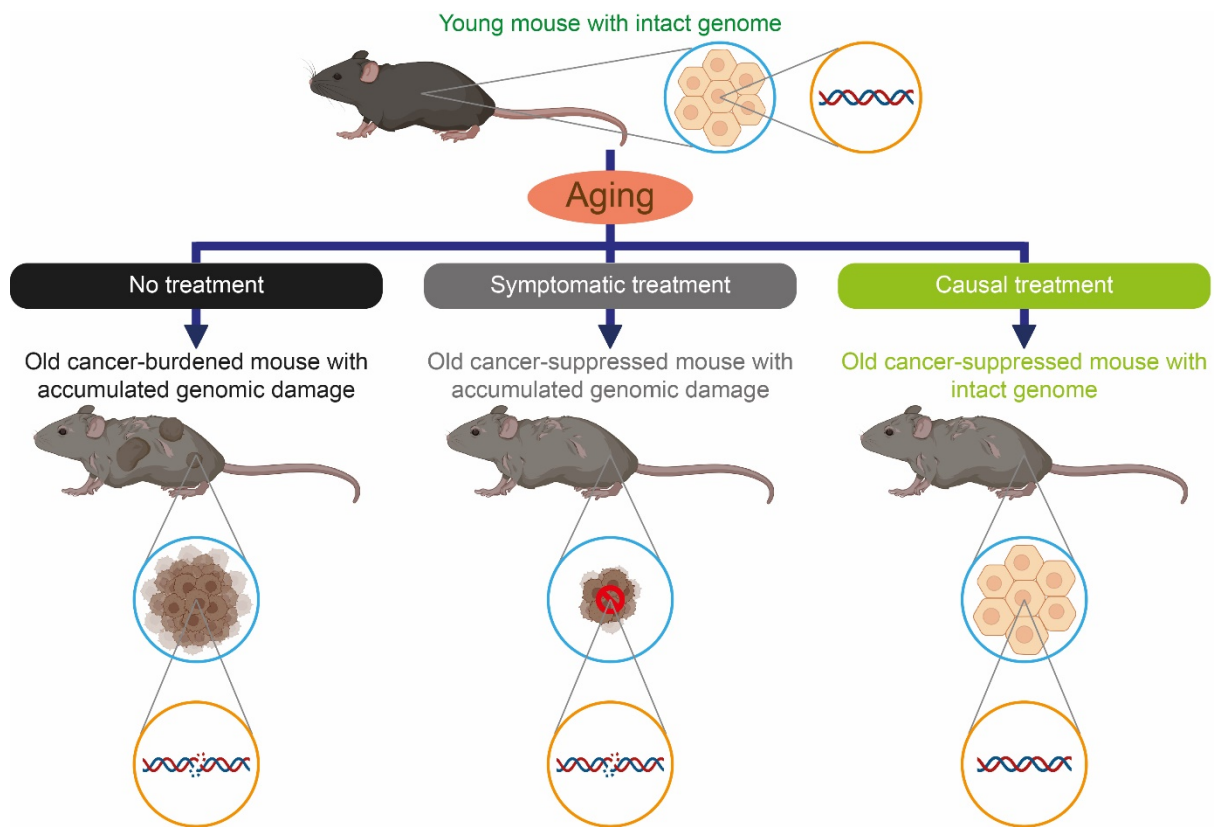 Young mouse with intact genome
Aging
No treatment
Symptomatic treatment
Causal treatment
Old cancer-burdened mouse with
accumulated genomic damage
Old cancer-suppressed mouse with
accumulated genomic damage
Old cancer-suppressed mouse with
intact genome